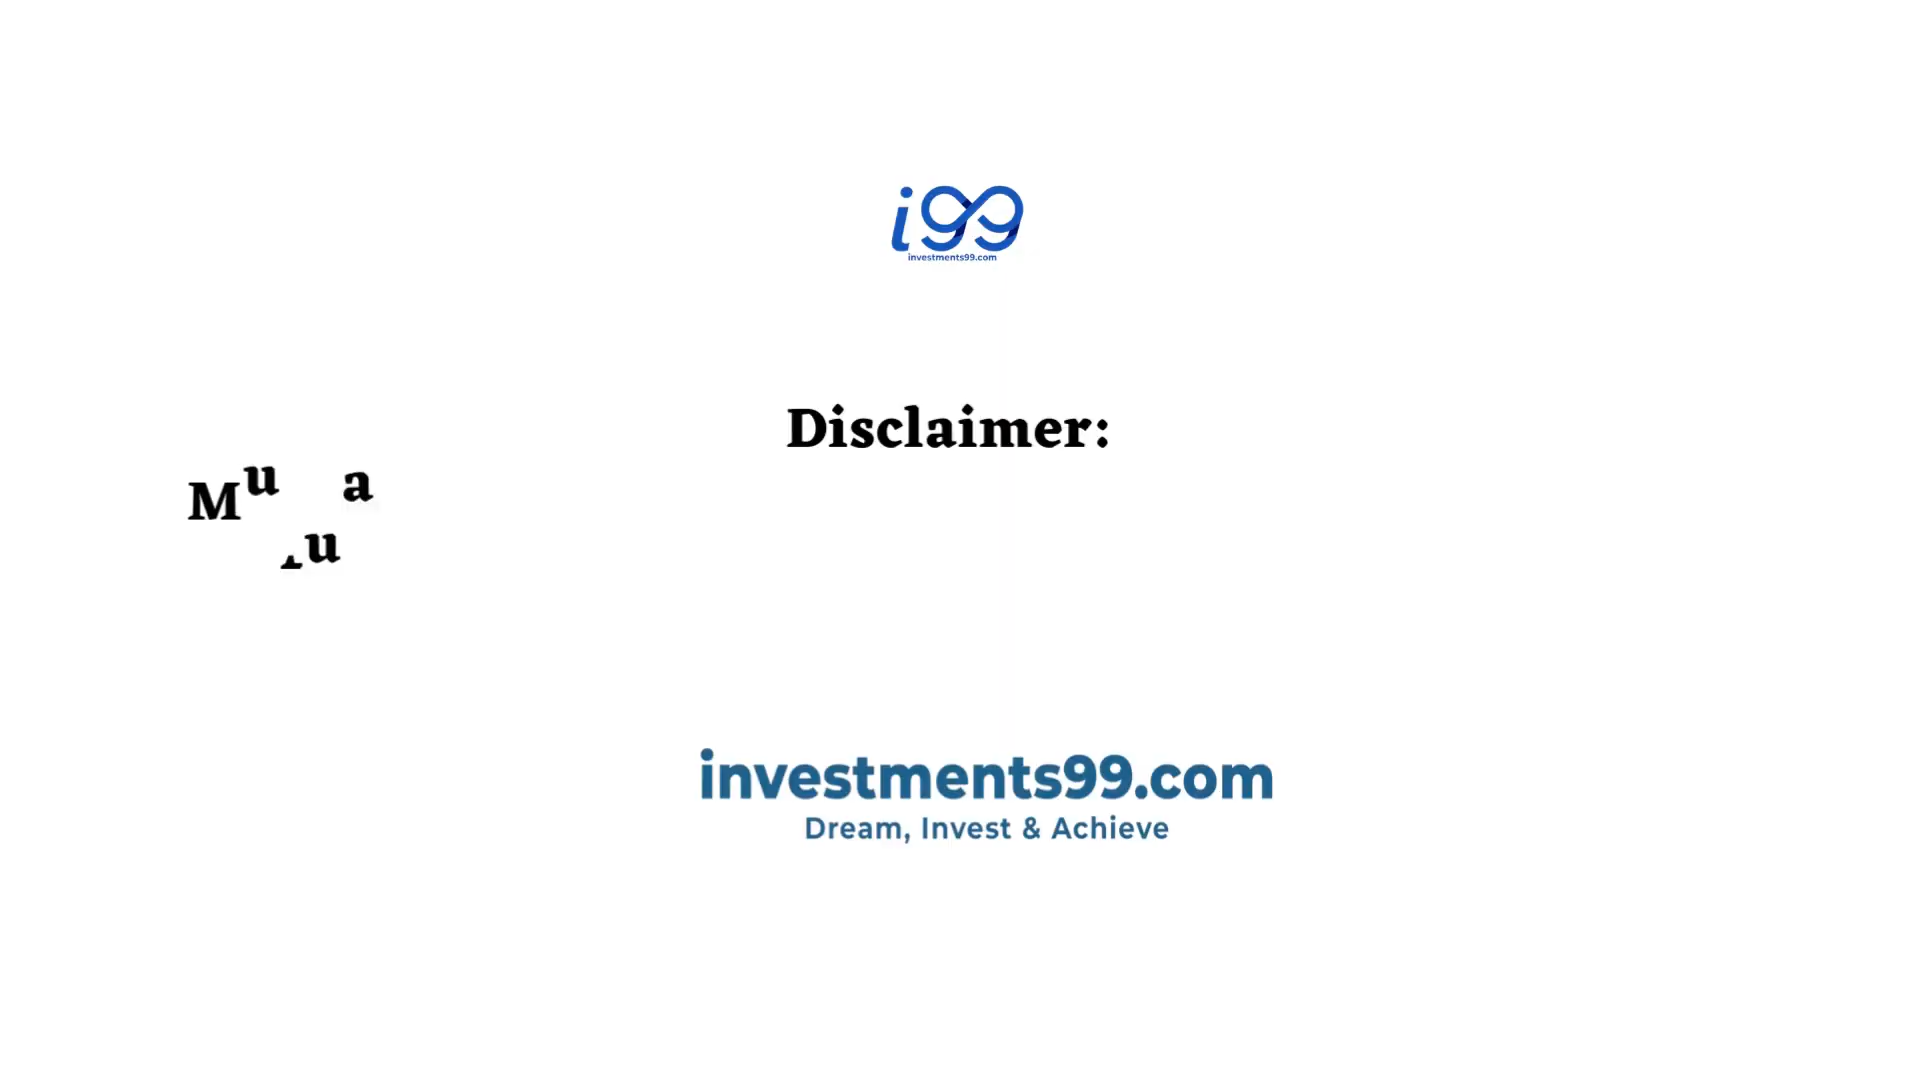 i99
investments99.com
Disclaimer:
investments99.com
Dream, Invest & Achieve